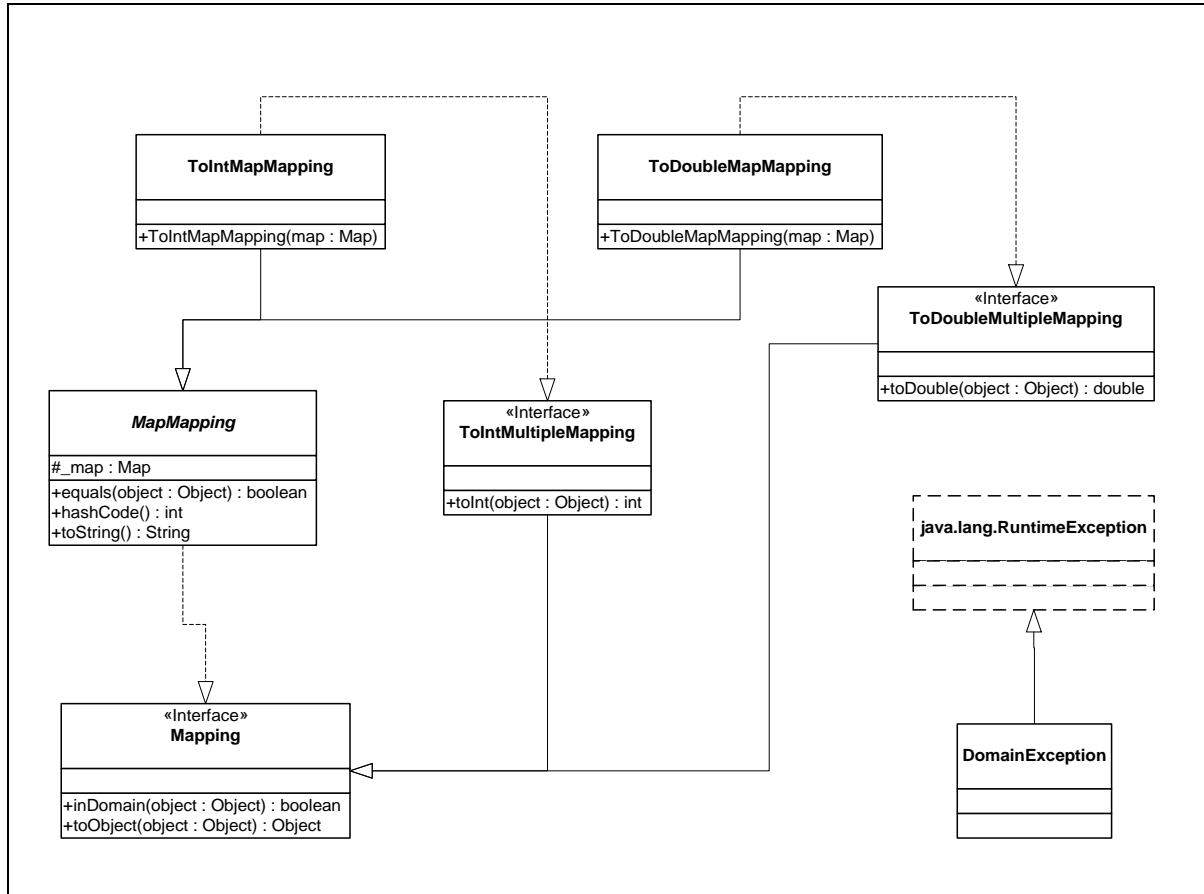 ToIntMapMapping
+ToIntMapMapping(map : Map)
ToDoubleMapMapping
+ToDoubleMapMapping(map : Map)
«Interface»
ToDoubleMultipleMapping
+toDouble(object : Object) : double
MapMapping
#_map : Map
+equals(object : Object) : boolean
+hashCode() : int
+toString() : String
«Interface»
ToIntMultipleMapping
+toInt(object : Object) : int
java.lang.RuntimeException
«Interface»
Mapping
+inDomain(object : Object) : boolean
+toObject(object : Object) : Object
DomainException